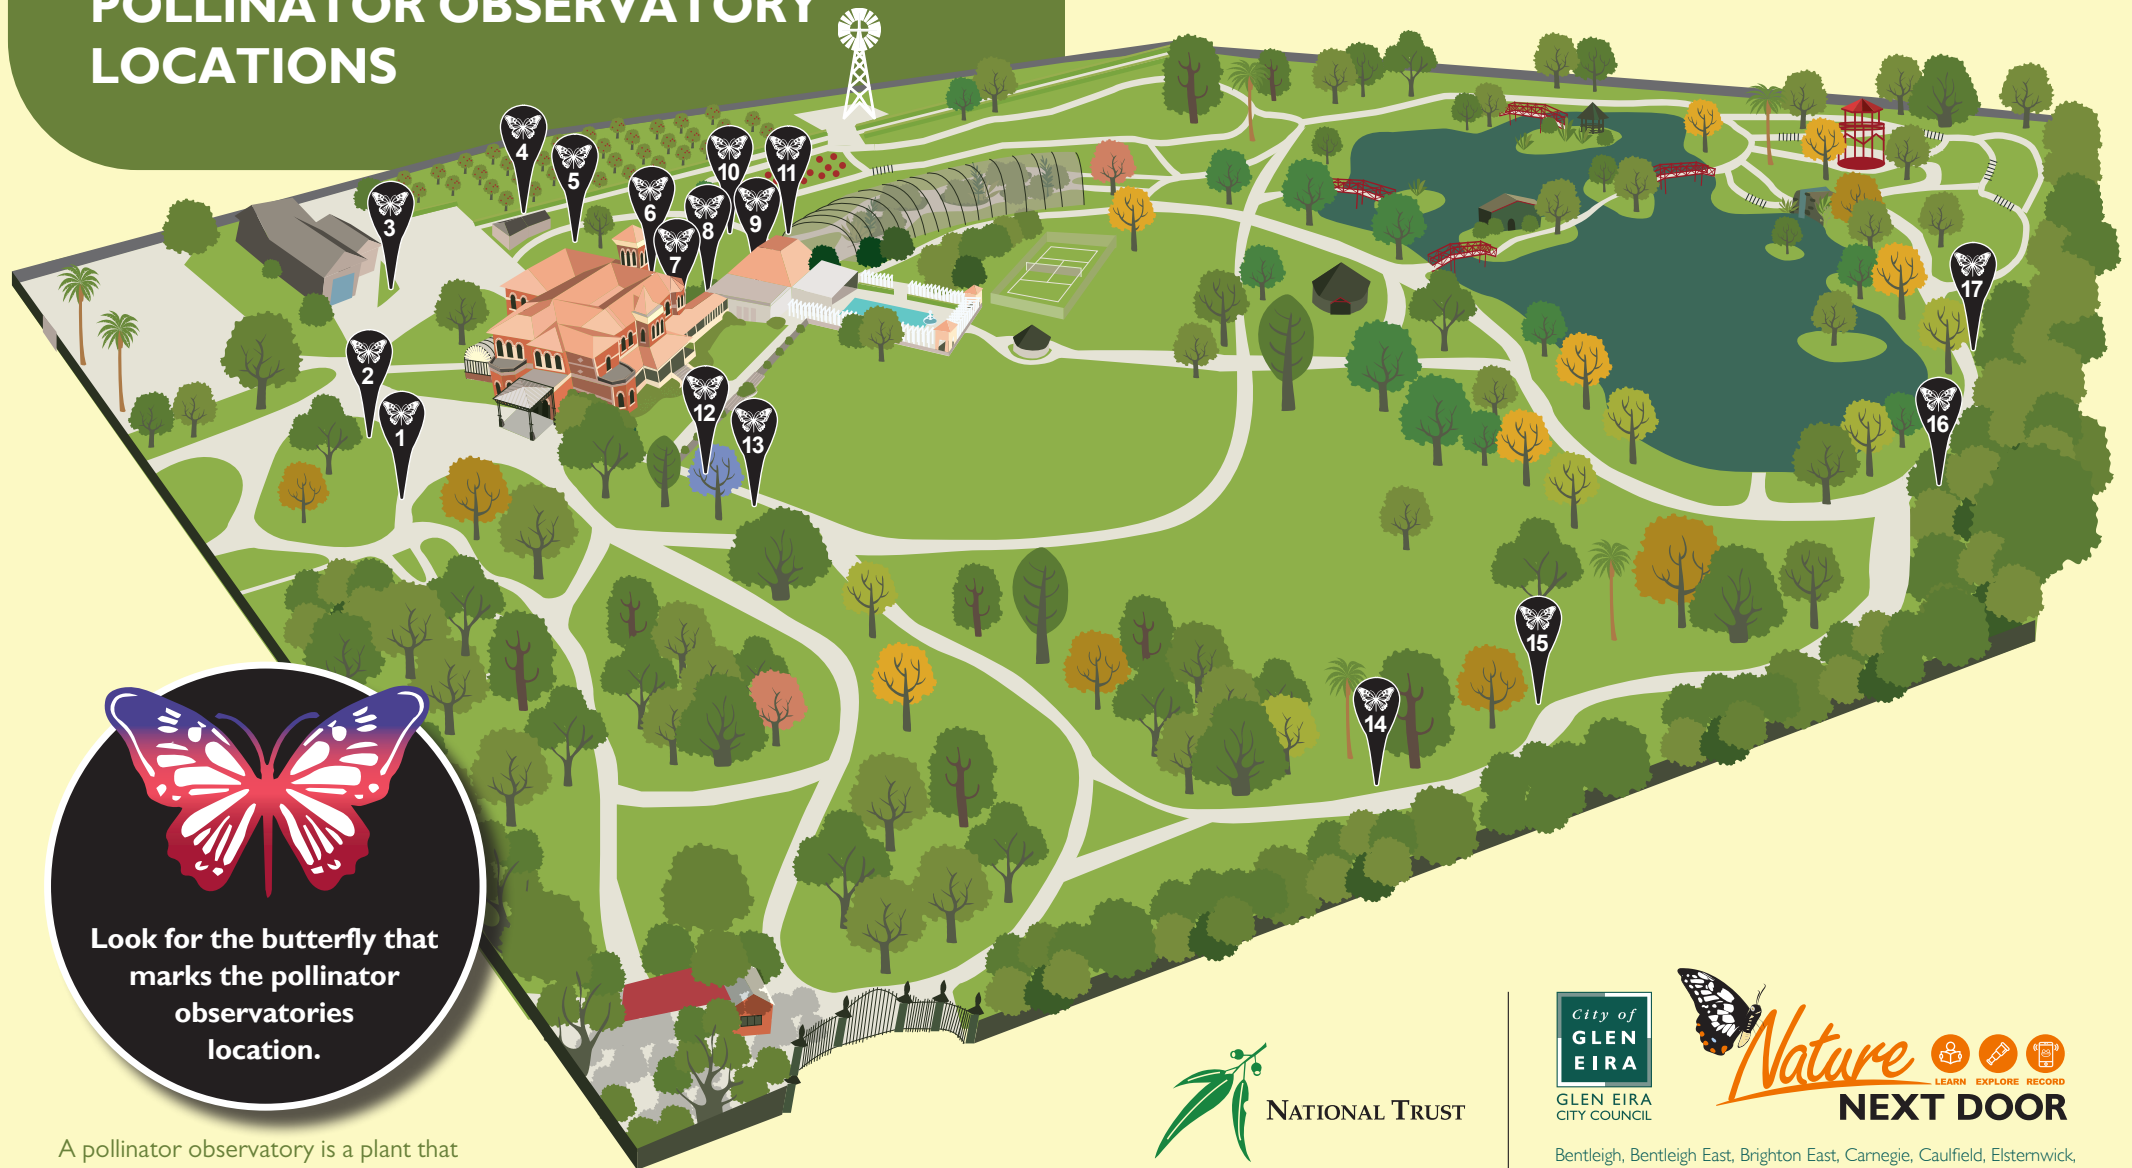 POLLINATOR OBSERVATORY
LOCATIONS
4
5
10
11
3
6
9
8
7
17
2
12
16
1
13
15
14
Look for the butterfly that
marks the pollinator
observatories
location.
A pollinator observatory is a plant that
NATIONAL TRUST
City of
GLEN
EIRA
GLEN EIRA
CITY COUNCIL
Nature
LEARN EXPLORE RECORD
NEXT DOOR
Bentleigh, Bentleigh East, Brighton East, Carnegie, Caulfield, Elsternwick,